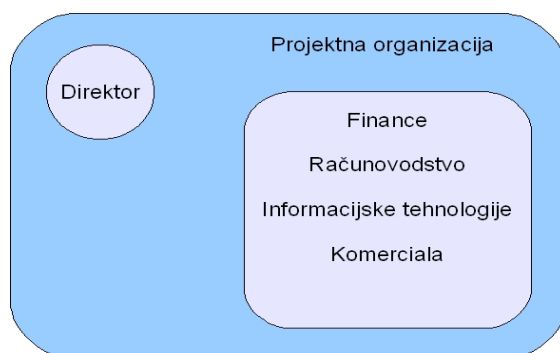 Projektna organizacija
Direktor
Finance
Računovodstvo
Informacijske tehnologije
Komerciala